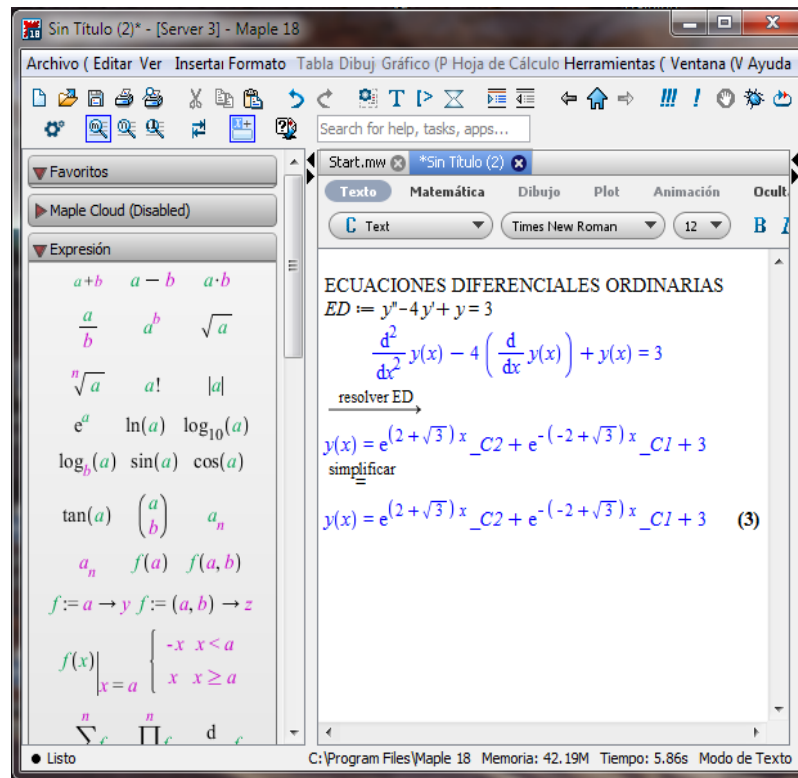 Sin Título (2)* - [Server 3] - Maple 18
Archivo ( Editar Ver Insertar Formato Tabla Dibuj Gráfico (P Hoja de Cálculo Herramientas ( Ventana (V Ayuda
Search for help, tasks, apps...
Favoritos
Maple Cloud (Disabled)
Expresión
a+b a − b a·b
a/b a^b √a
ⁿ√a a! |a|
e^a ln(a) log₁₀(a)
log_b(a) sin(a) cos(a)
tan(a) (a b) a_n
a_n f(a) f(a, b)
f := a → y f := (a, b) → z
f(x)|x = a { -x x < a
x x ≥ a
n n
∑ f ∏ f d f
Start.mw *Sin Título (2)
Texto Matemática Dibujo Plot Animación Ocult
C Text Times New Roman 12 B I
ECUACIONES DIFERENCIALES ORDINARIAS
ED := y''-4 y'+ y = 3
d²/dx² y(x) − 4 (d/dx y(x)) + y(x) = 3
resolver ED
y(x) = e^((2 + √3) x) _C2 + e^(-(-2 + √3) x) _C1 + 3
simplificar
=
y(x) = e^((2 + √3) x) _C2 + e^(-(-2 + √3) x) _C1 + 3 (3)
Listo
C:\Program Files\Maple 18 Memoria: 42.19M Tiempo: 5.86s Modo de Texto